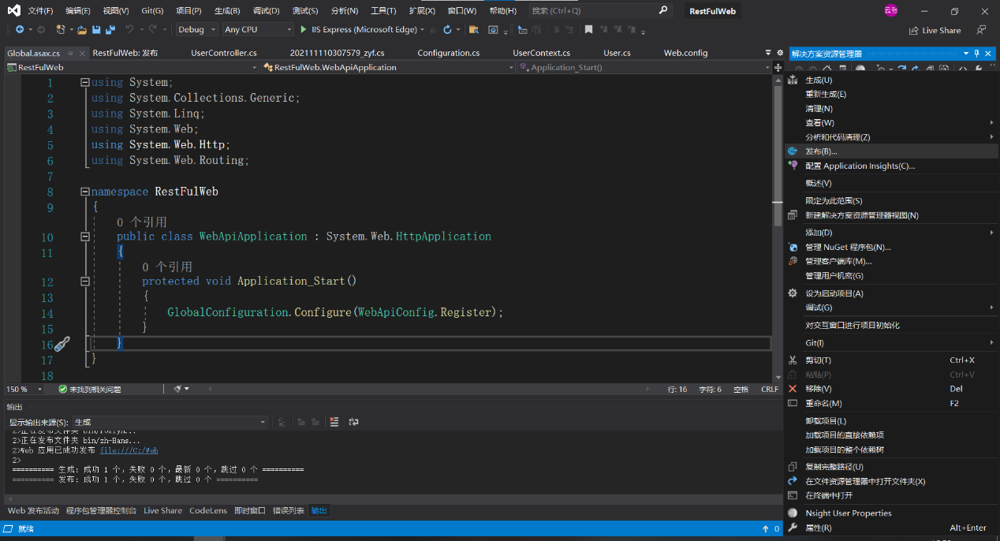 文件(F) 编辑(E) 视图(V) Git(G) 项目(P) 生成(B) 调试(D) 测试(S) 分析(N) 工具(T) 扩展(X) 窗口(W) 帮助(H) 搜索 (Ctrl+Q) RestFulWeb
Debug Any CPU IIS Express (Microsoft Edge) Live Share
Global.asax.cs RestFulWeb: 发布 UserController.cs 202111110307579_zyf.cs Configuration.cs UserContext.cs User.cs Web.config
RestFulWeb RestFulWeb.WebApiApplication Application_Start()
1 using System;
2 using System.Collections.Generic;
3 using System.Linq;
4 using System.Web;
5 using System.Web.Http;
6 using System.Web.Routing;
7
8 namespace RestFulWeb
9 {
0 个引用
10 public class WebApiApplication : System.Web.HttpApplication
11 {
0 个引用
12 protected void Application_Start()
13 {
14 GlobalConfiguration.Configure(WebApiConfig.Register);
15 }
16 }
17 }
18
150 % 未找到相关问题 行: 16 字符: 6 空格 CRLF
输出
显示输出来源(S): 生成
2>正在发布文件夹 bin/roslyn...
2>正在发布文件夹 bin/zh-Hans...
2>Web 应用已成功发布 file:///C:/Web
2>
========== 生成: 成功 1 个，失败 0 个，最新 0 个，跳过 0 个 ==========
========== 发布: 成功 1 个，失败 0 个，跳过 0 个 ==========
Web 发布活动 程序包管理器控制台 Live Share CodeLens 即时窗口 错误列表 输出
就绪 0
解决方案资源管理器
生成(U)
重新生成(E)
清理(N)
查看(W)
分析和代码清理(Z)
发布(B)...
配置 Application Insights(C)...
概述(V)
限定为此范围(S)
新建解决方案资源管理器视图(N)
添加(D)
管理 NuGet 程序包(N)...
管理客户端库(M)...
管理用户机密(G)
设为启动项目(A)
调试(G)
对交互窗口进行项目初始化
Git(I)
剪切(T) Ctrl+X
粘贴(P) Ctrl+V
移除(V) Del
重命名(M) F2
卸载项目(L)
加载项目的直接依赖项
加载项目的整个依赖树
复制完整路径(U)
在文件资源管理器中打开文件夹(X)
在终端中打开
Nsight User Properties
属性(R) Alt+Enter